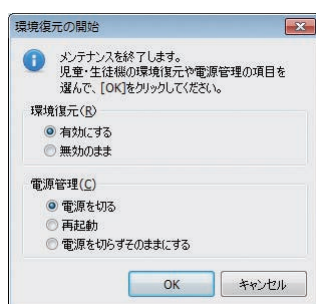 環境復元の開始
メンテナンスを終了します。
児童・生徒機の環境復元や電源管理の項目を
選んで、[OK]をクリックしてください。
環境復元(R)
有効にする
無効のまま
電源管理(C)
電源を切る
再起動
電源を切らずそのままにする
OK
キャンセル